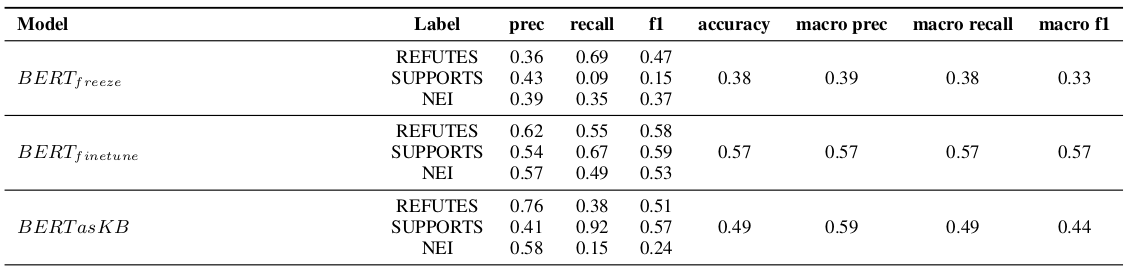 Model Label prec recall f1 accuracy macro prec macro recall macro f1
REFUTES 0.36 0.69 0.47
BERT_freeze SUPPORTS 0.43 0.09 0.15 0.38 0.39 0.38 0.33
NEI 0.39 0.35 0.37
REFUTES 0.62 0.55 0.58
BERT_finetune SUPPORTS 0.54 0.67 0.59 0.57 0.57 0.57 0.57
NEI 0.57 0.49 0.53
REFUTES 0.76 0.38 0.51
BERTasKB SUPPORTS 0.41 0.92 0.57 0.49 0.59 0.49 0.44
NEI 0.58 0.15 0.24